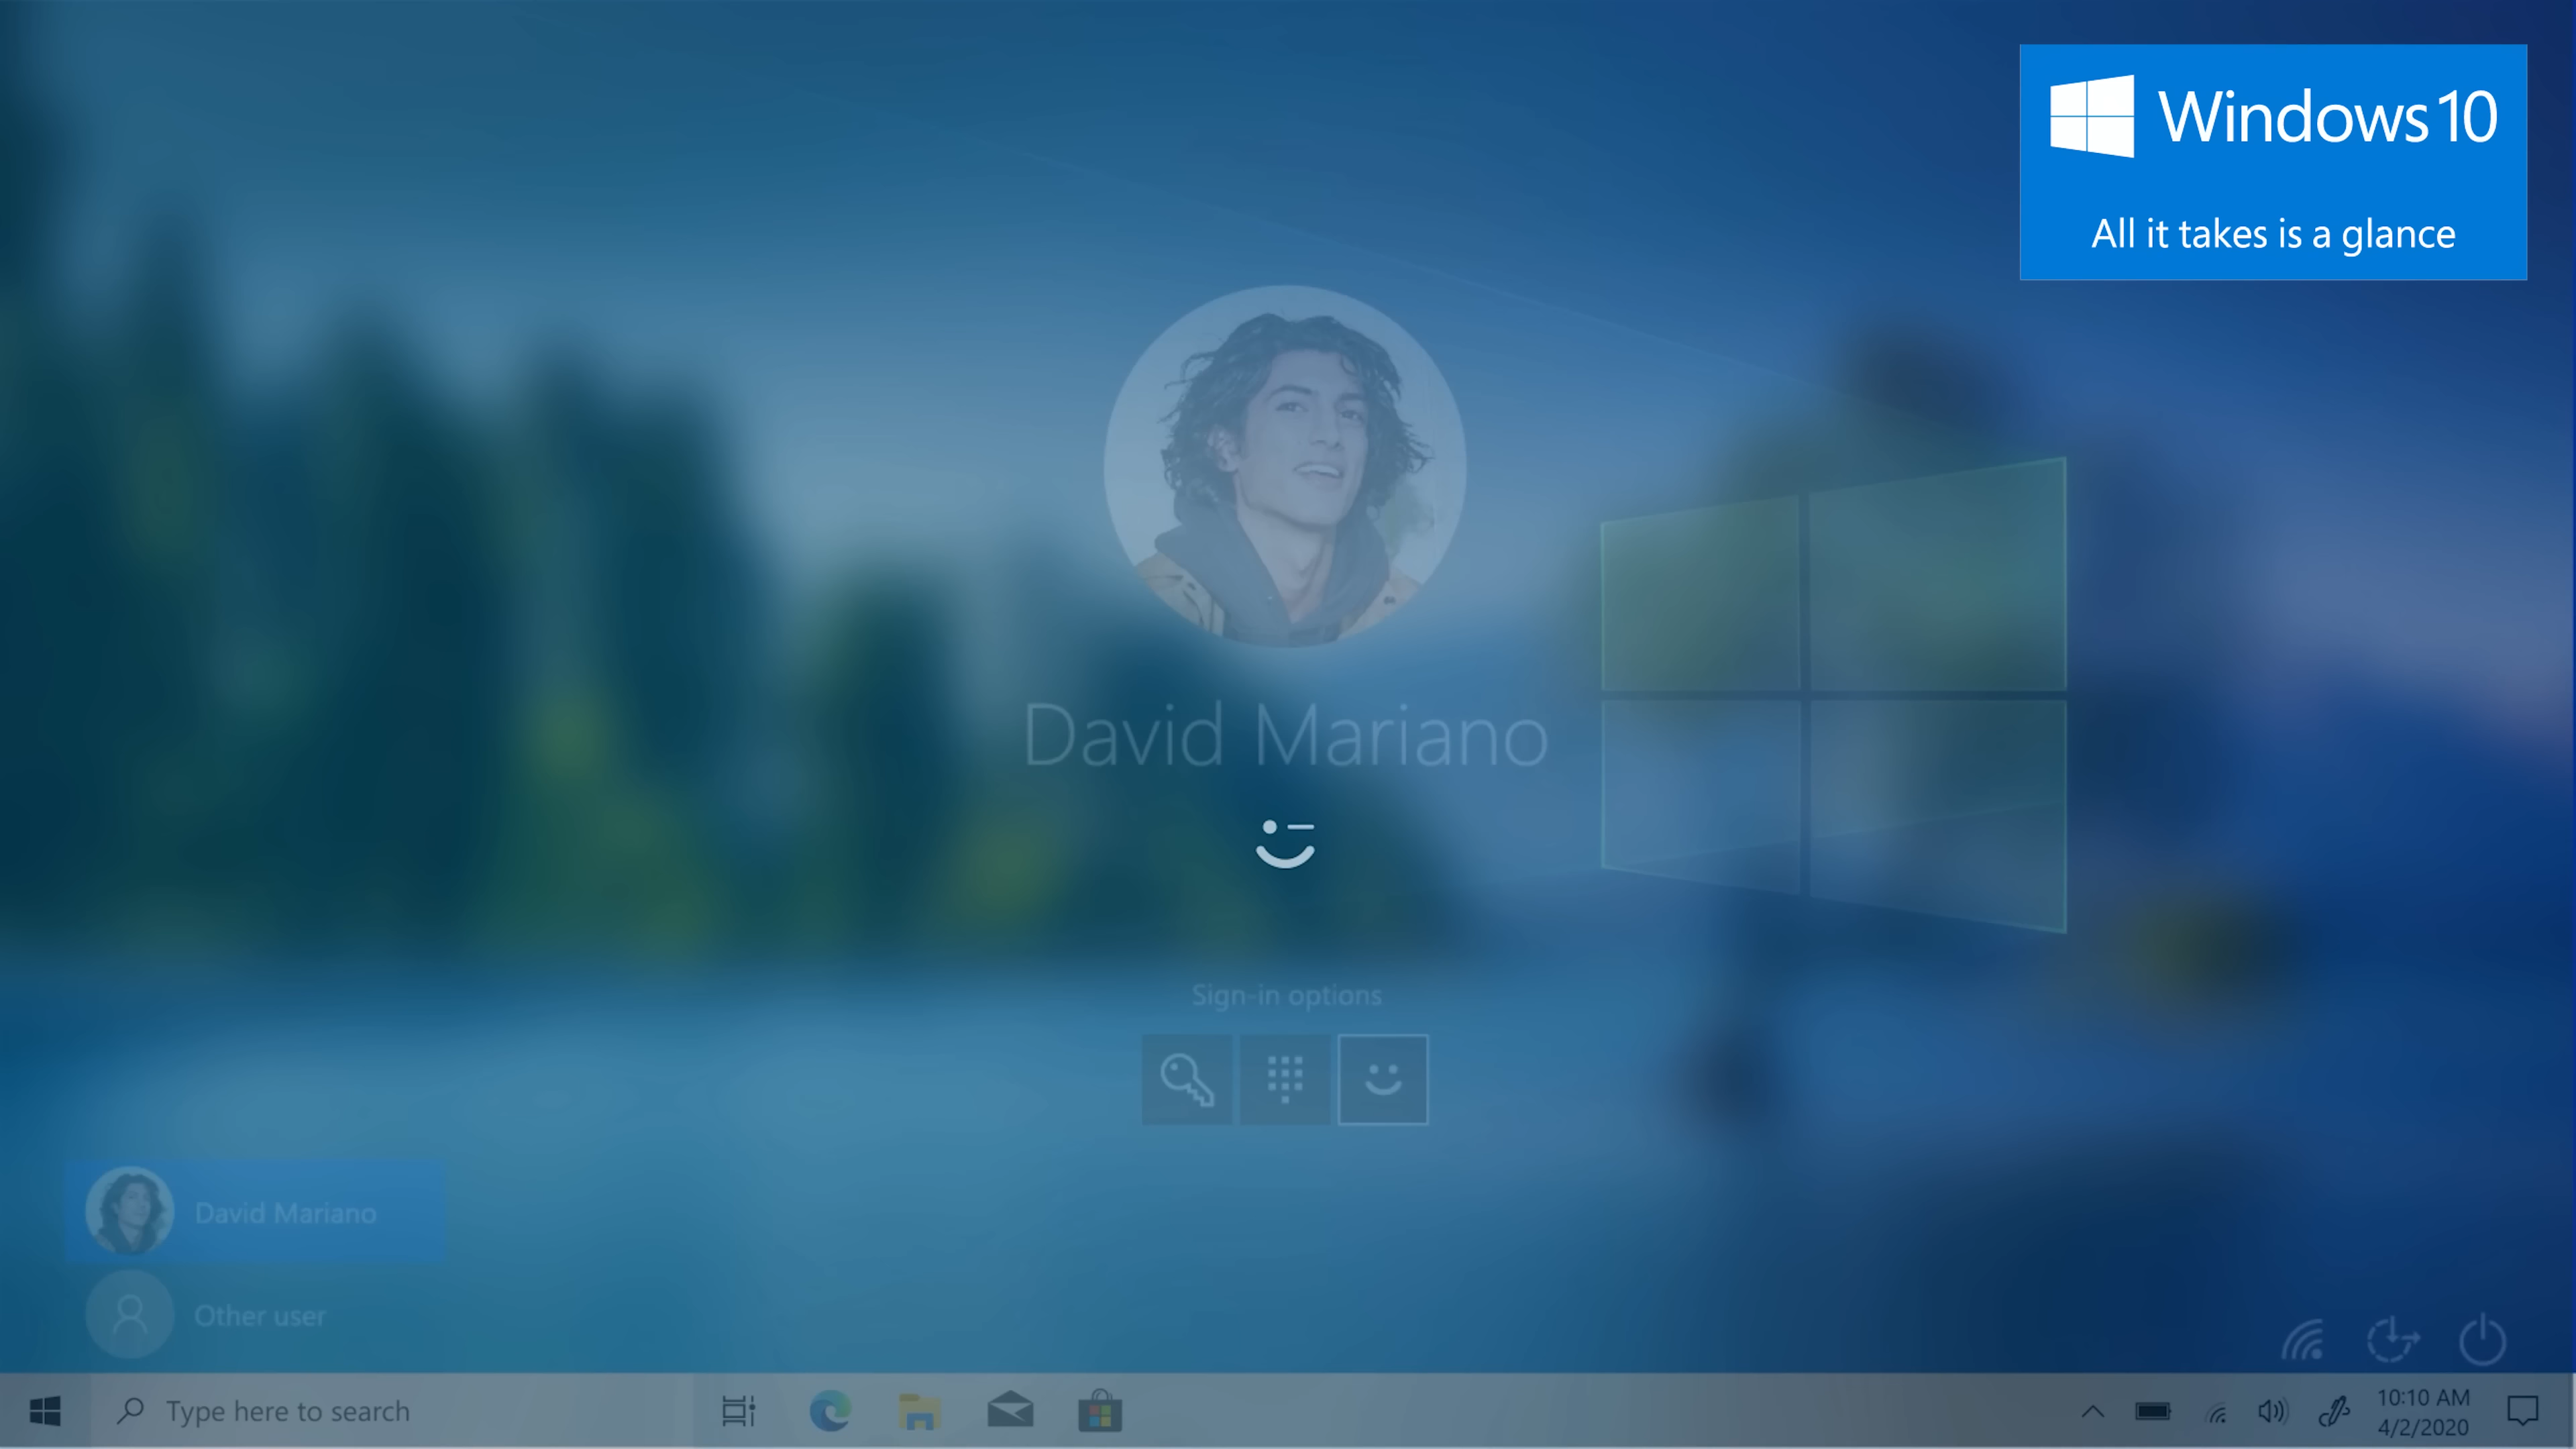 Windows 10
All it takes is a glance
David Mariano
Sign-in options
David Mariano
Other user
Type here to search
10:10 AM
4/2/2020